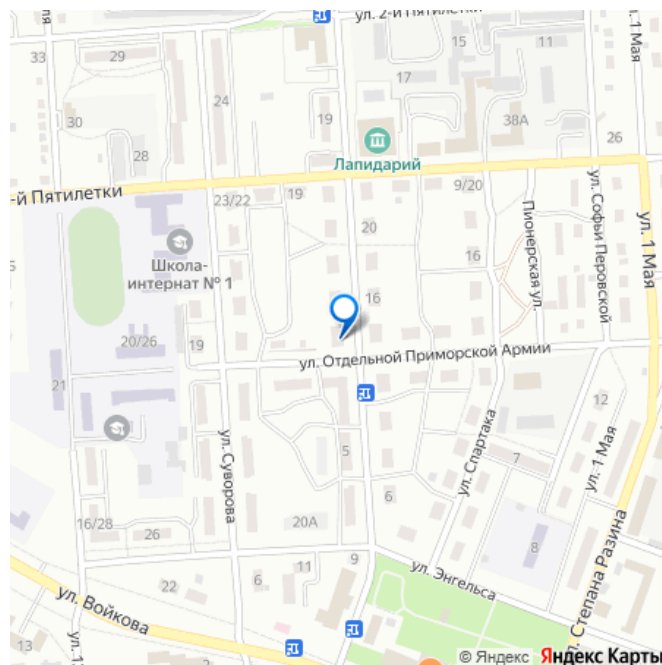 ул. 2-й Пятилетки
33
15
11
17
24
30
19
38А
28
26
Лапидарий
-й Пятилетки
23/22
19
9/20
20
Школа-
интернат № 1
16
Пионерская ул.
ул. Софьи Перовской
ул. 1 Мая
16
20/26
19
ул. Отдельной Приморской Армии
21
12
ул. Суворова
5
ул. Спартака
7
ул. 1 Мая
6
16/28
26
20А
8
9
11
22
6
ул. Энгельса
ул. Степана Разина
ул. Войкова
13
© Яндекс Яндекс Карты